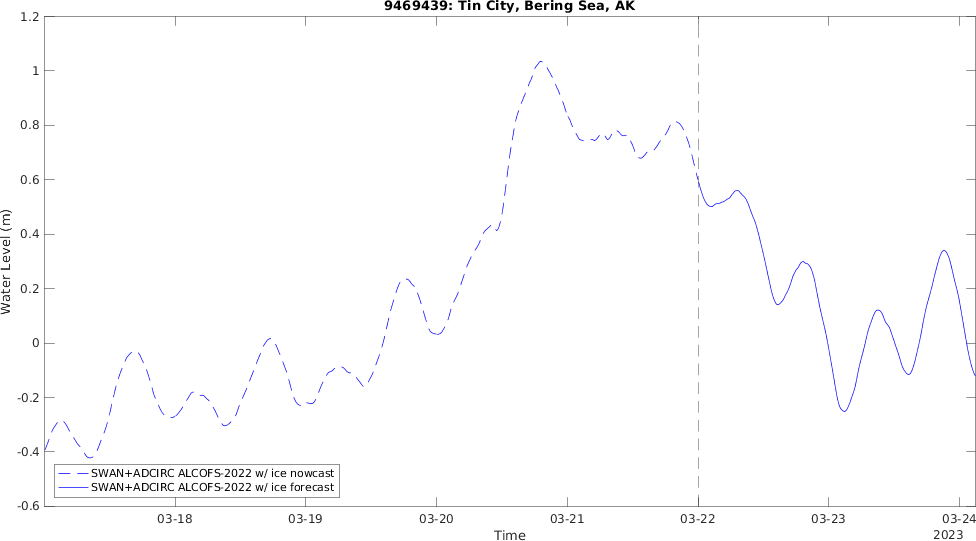 9469439: Tin City, Bering Sea, AK
1.2
1
0.8
0.6
0.4
0.2
0
-0.2
-0.4
-0.6
Water Level (m)
SWAN+ADCIRC ALCOFS-2022 w/ ice nowcast
SWAN+ADCIRC ALCOFS-2022 w/ ice forecast
03-18 03-19 03-20 03-21 03-22 03-23 03-24
Time
2023